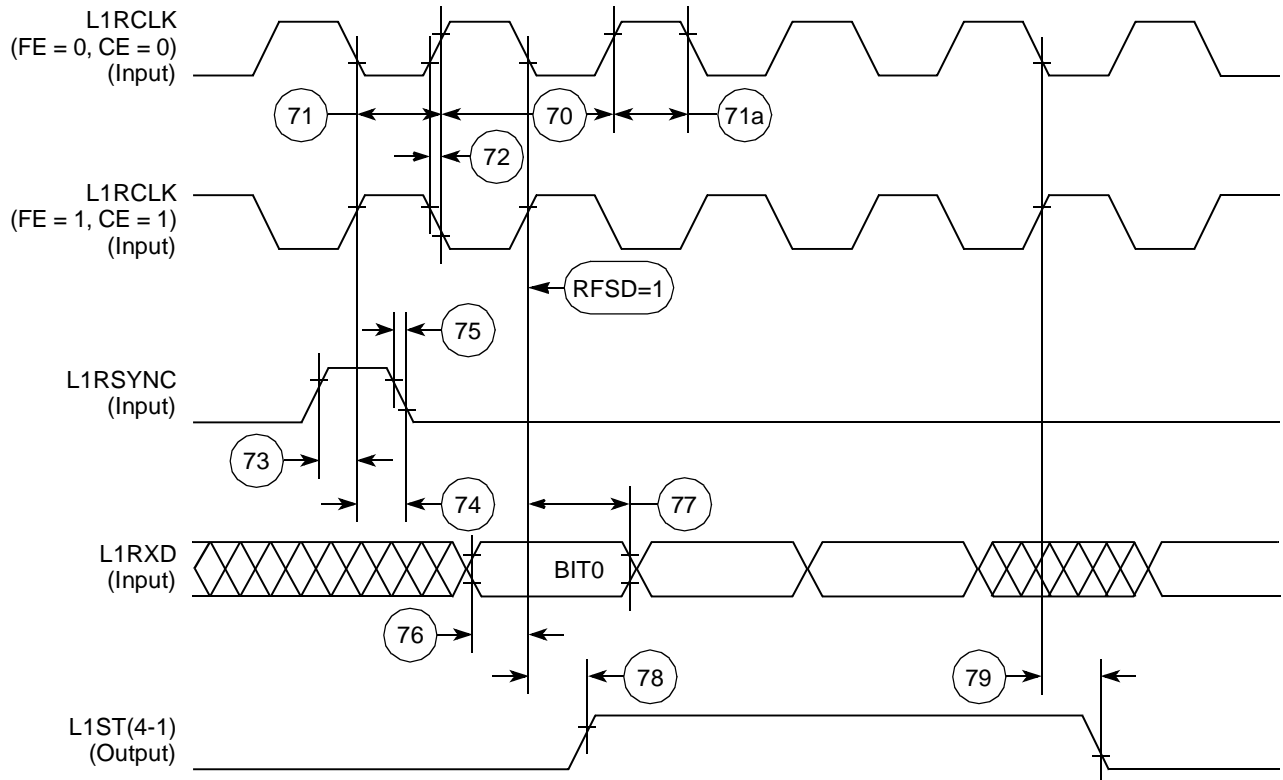 L1RCLK
(FE = 0, CE = 0)
(Input)
71
70
71a
72
L1RCLK
(FE = 1, CE = 1)
(Input)
RFSD=1
75
L1RSYNC
(Input)
73
74
77
L1RXD
(Input)
BIT0
76
78
79
L1ST(4-1)
(Output)